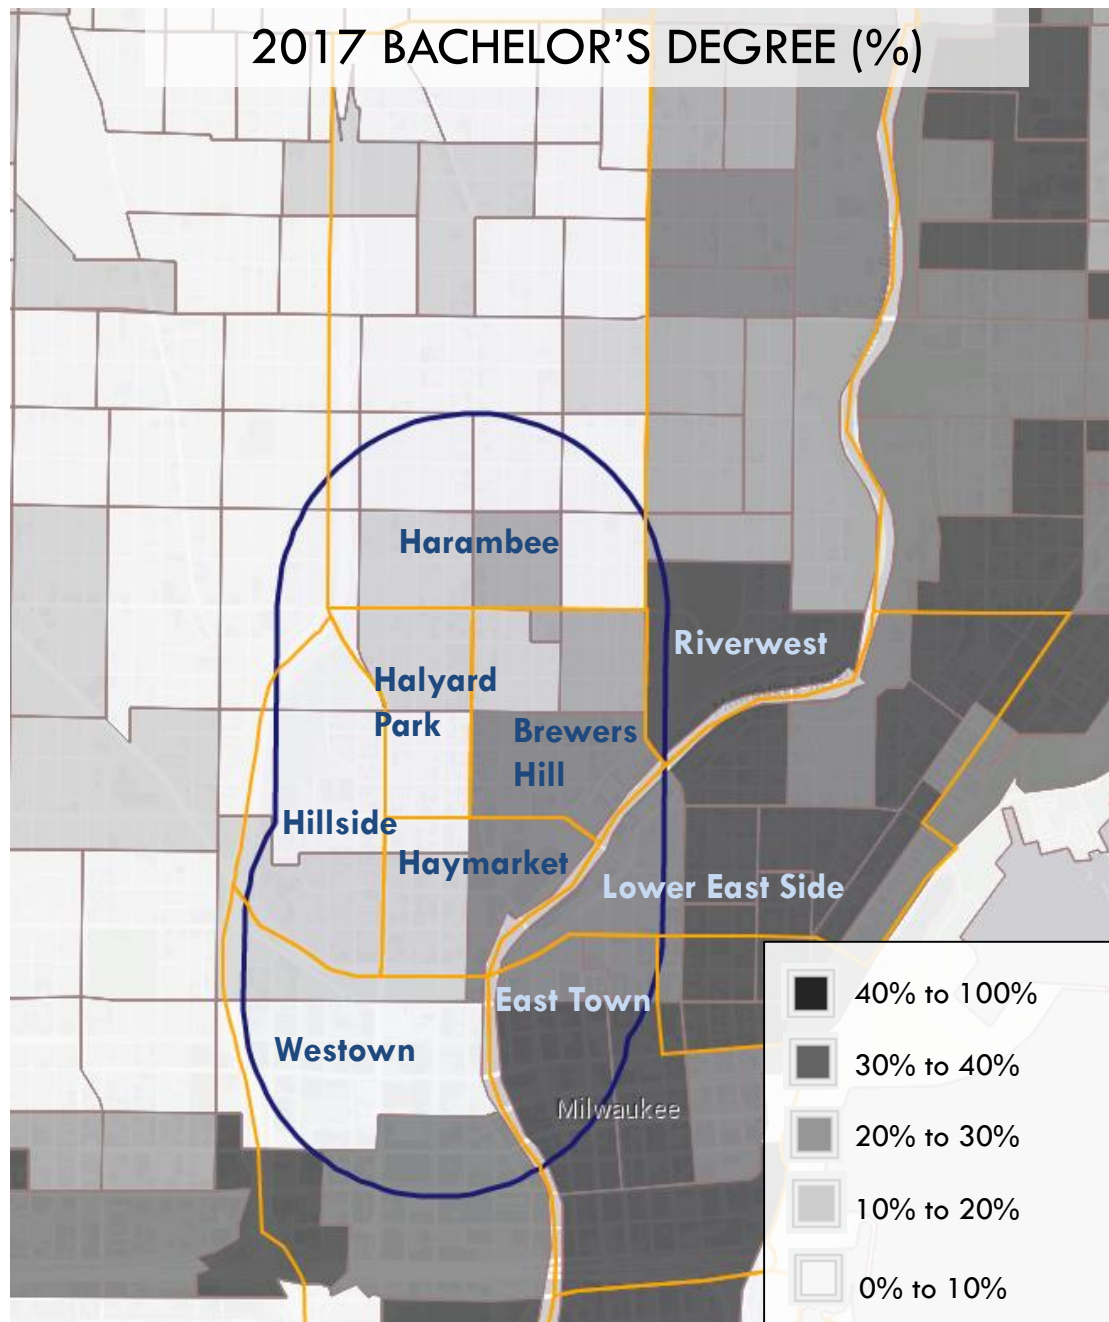 2017 BACHELOR'S DEGREE (%)
Harambee
Riverwest
Halyard
Park
Brewers
Hill
Hillside
Haymarket
Lower East Side
East Town
Westown
Milwaukee
40% to 100%
30% to 40%
20% to 30%
10% to 20%
0% to 10%